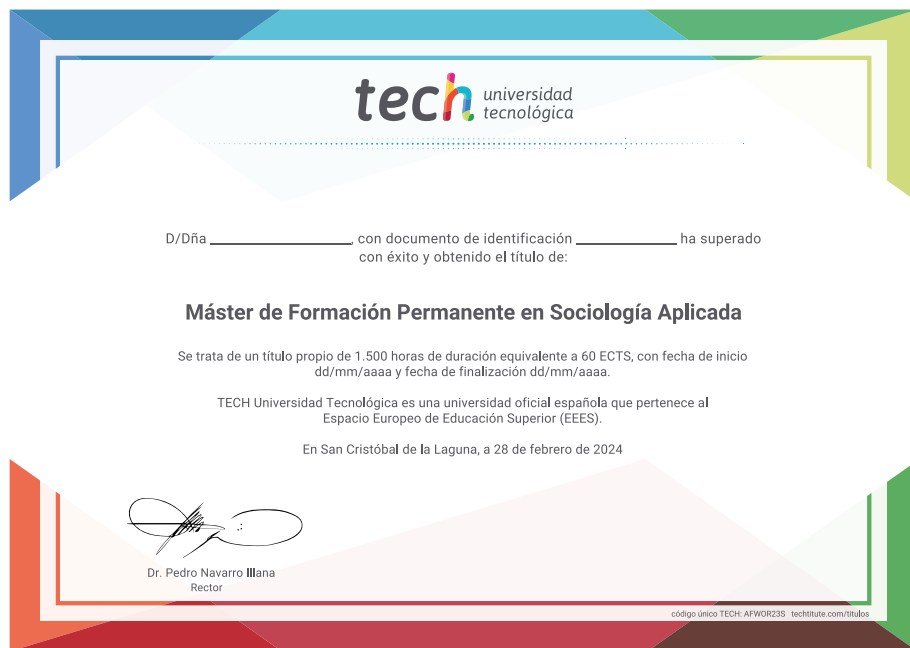 tech universidad
tecnológica
D/Dña ______________, con documento de identificación __________ ha superado
con éxito y obtenido el título de:
Máster de Formación Permanente en Sociología Aplicada
Se trata de un título propio de 1.500 horas de duración equivalente a 60 ECTS, con fecha de inicio
dd/mm/aaaa y fecha de finalización dd/mm/aaaa.
TECH Universidad Tecnológica es una universidad oficial española que pertenece al
Espacio Europeo de Educación Superior (EEES).
En San Cristóbal de la Laguna, a 28 de febrero de 2024
Dr. Pedro Navarro Illana
Rector
código único TECH: AFWOR23S techtitute.com/titulos